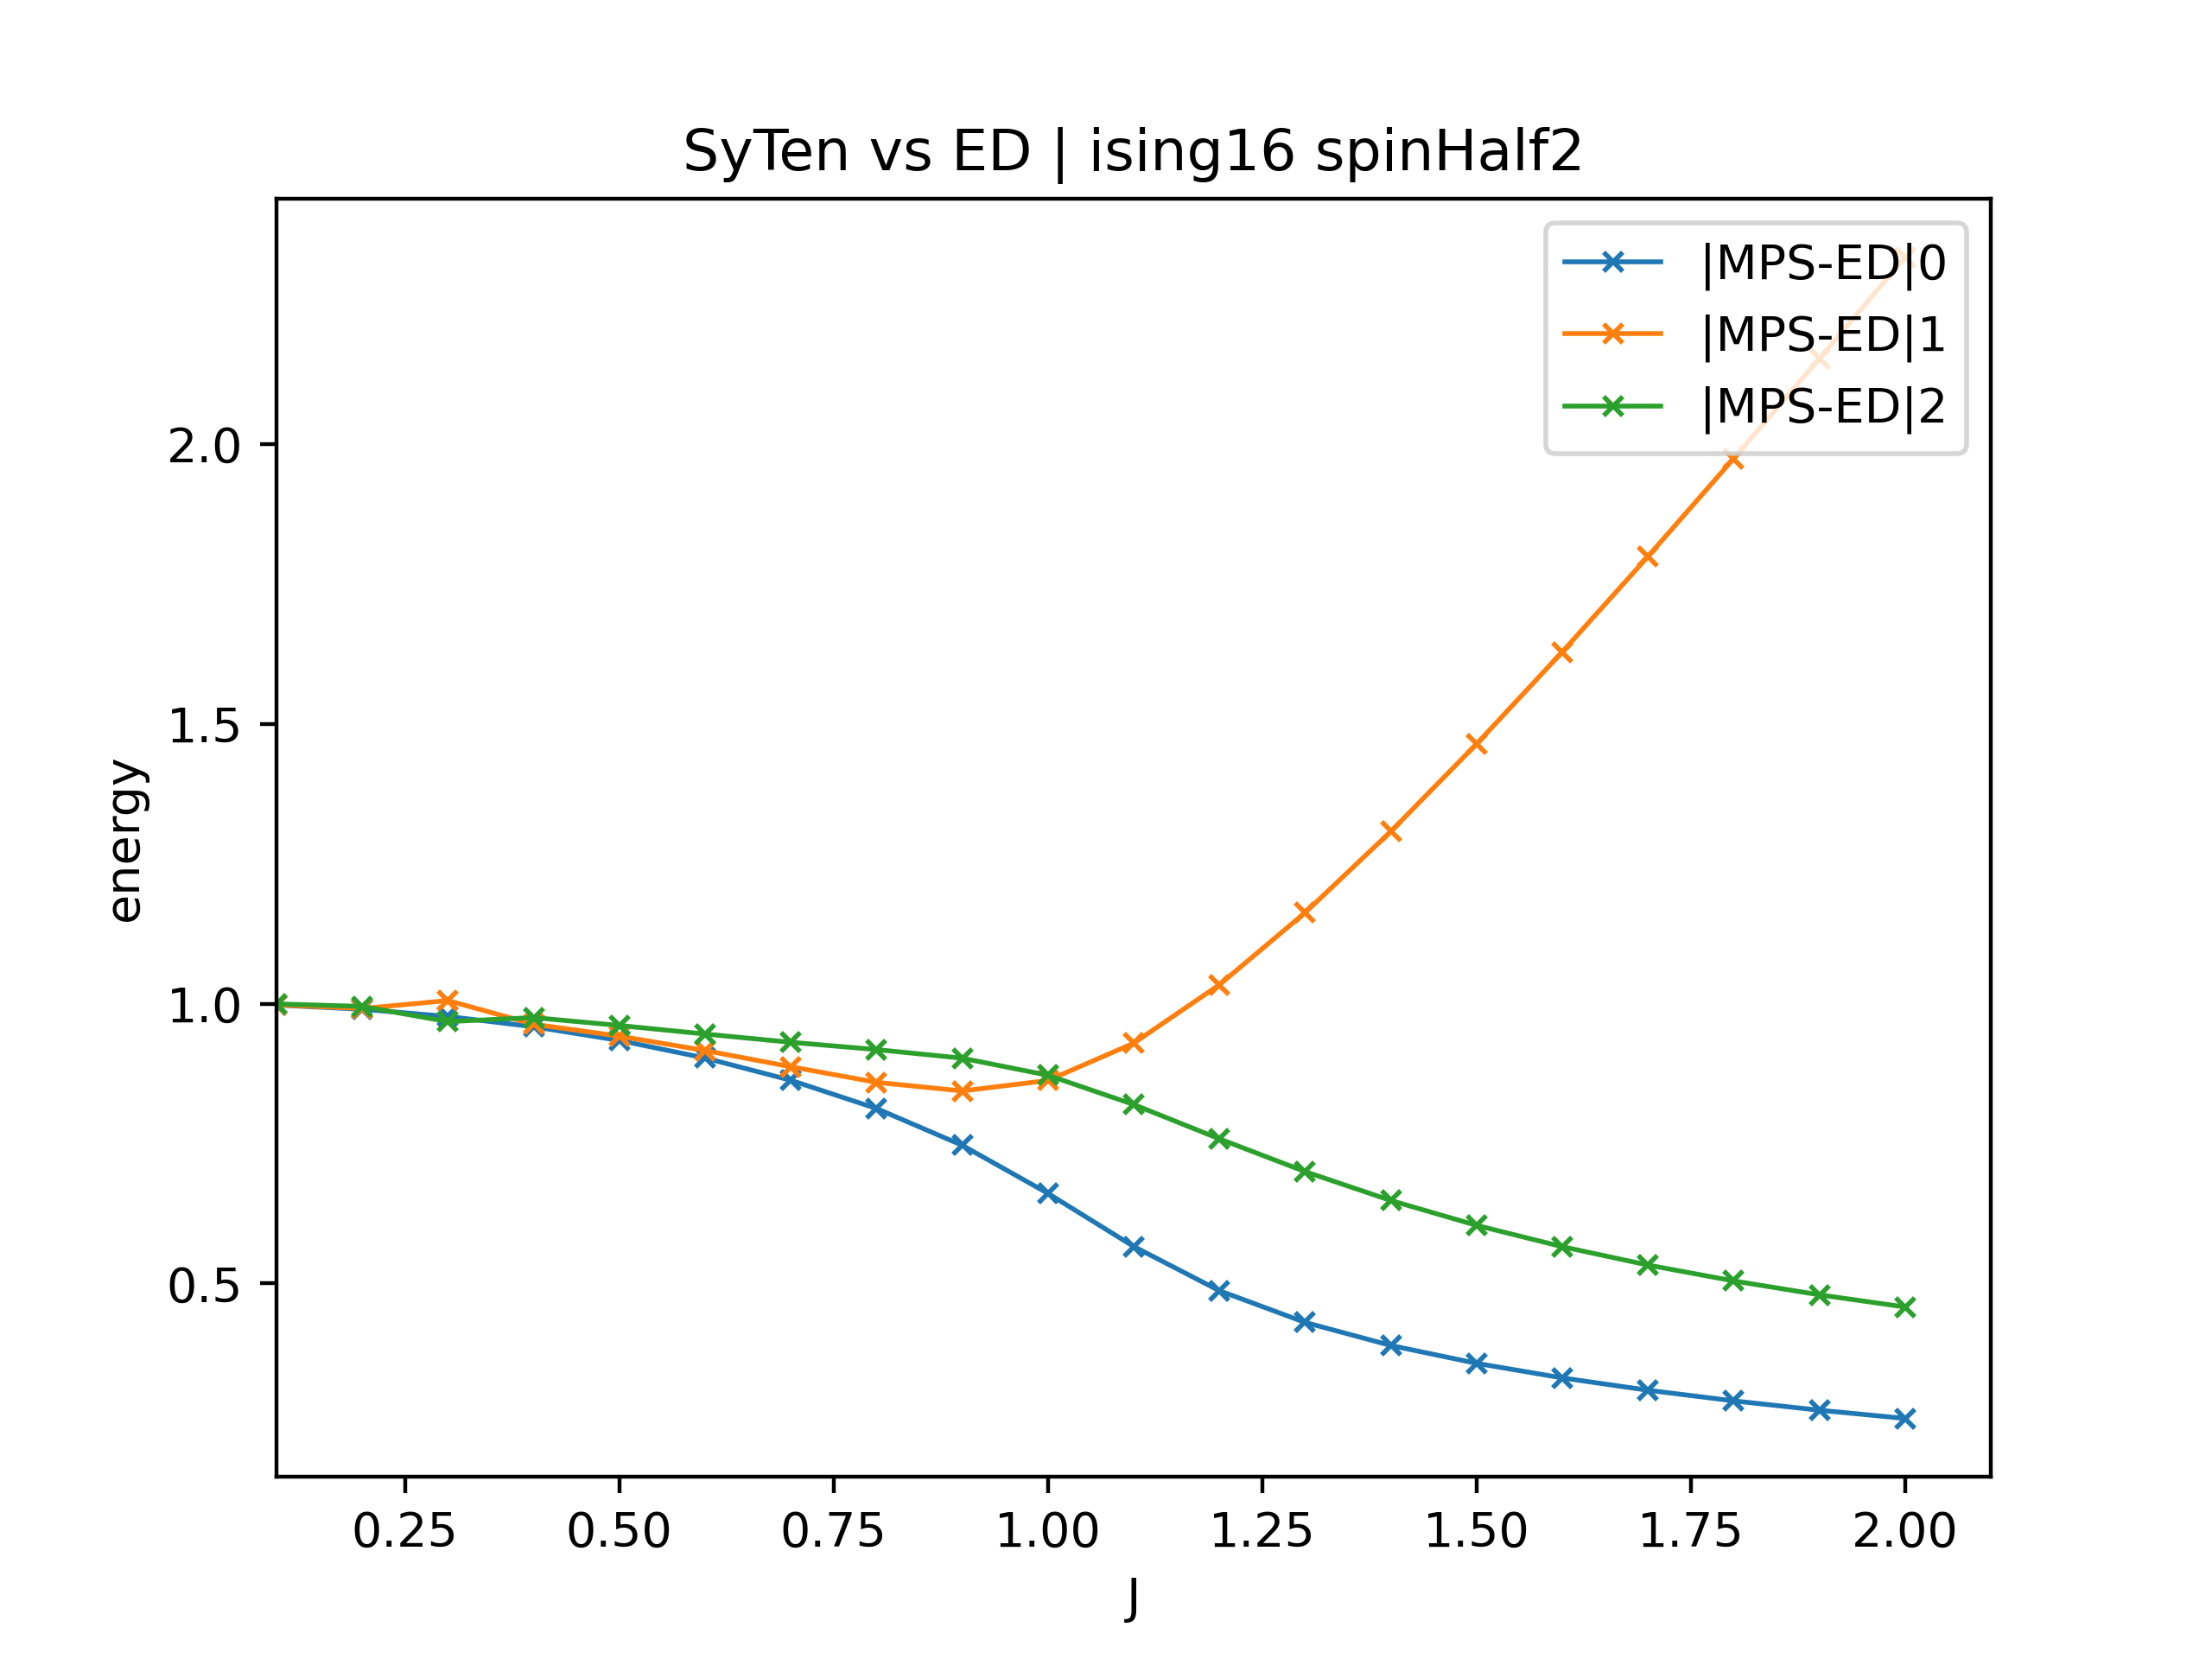 SyTen vs ED | ising16 spinHalf2
|MPS-ED|0
|MPS-ED|1
|MPS-ED|2
energy
2.0
1.5
1.0
0.5
0.25 0.50 0.75 1.00 1.25 1.50 1.75 2.00
J